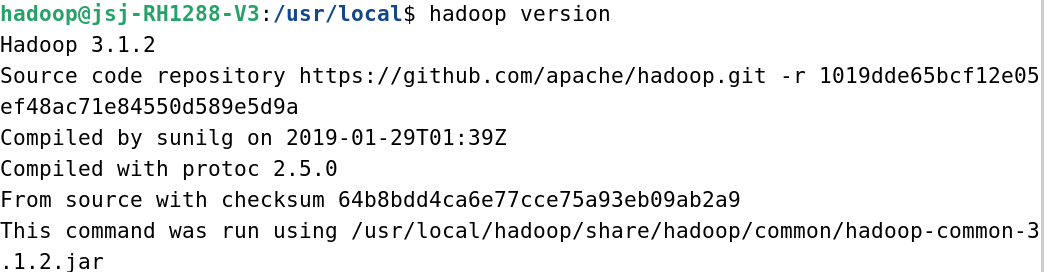 hadoop@jsj-RH1288-V3:/usr/local$ hadoop version
Hadoop 3.1.2
Source code repository https://github.com/apache/hadoop.git -r 1019dde65bcf12e05
ef48ac71e84550d589e5d9a
Compiled by sunilg on 2019-01-29T01:39Z
Compiled with protoc 2.5.0
From source with checksum 64b8bdd4ca6e77cce75a93eb09ab2a9
This command was run using /usr/local/hadoop/share/hadoop/common/hadoop-common-3
.1.2.jar